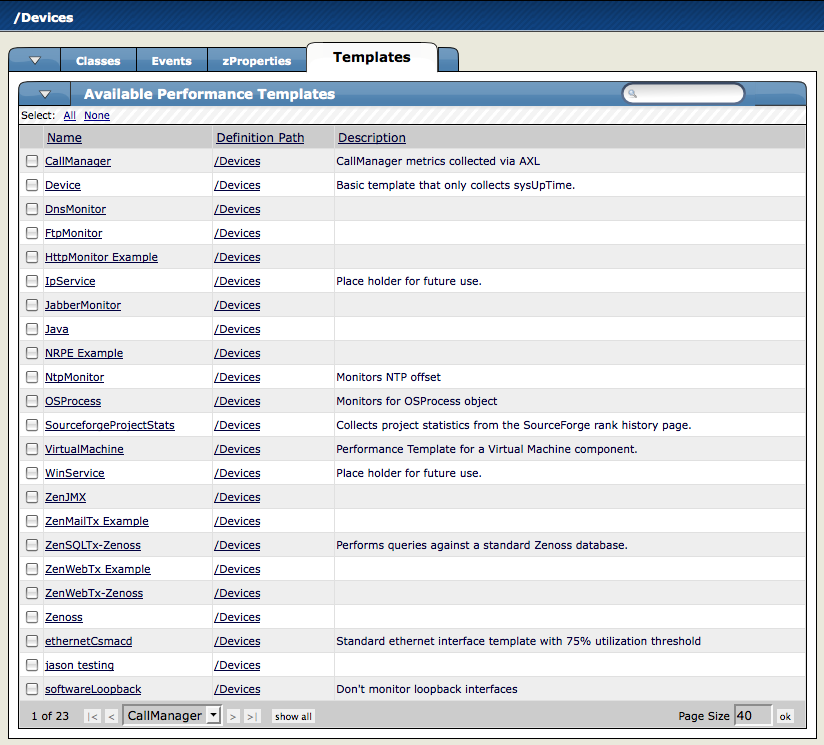 /Devices
Classes Events zProperties Templates
Available Performance Templates
Select: All None
Name Definition Path Description
CallManager /Devices CallManager metrics collected via AXL
Device /Devices Basic template that only collects sysUpTime.
DnsMonitor /Devices
FtpMonitor /Devices
HttpMonitor Example /Devices
IpService /Devices Place holder for future use.
JabberMonitor /Devices
Java /Devices
NRPE Example /Devices
NtpMonitor /Devices Monitors NTP offset
OSProcess /Devices Monitors for OSProcess object
SourceforgeProjectStats /Devices Collects project statistics from the SourceForge rank history page.
VirtualMachine /Devices Performance Template for a Virtual Machine component.
WinService /Devices Place holder for future use.
ZenJMX /Devices
ZenMailTx Example /Devices
ZenSQLTx-Zenoss /Devices Performs queries against a standard Zenoss database.
ZenWebTx Example /Devices
ZenWebTx-Zenoss /Devices
Zenoss /Devices
ethernetCsmacd /Devices Standard ethernet interface template with 75% utilization threshold
jason testing /Devices
softwareLoopback /Devices Don't monitor loopback interfaces
1 of 23 |< < CallManager > >| show all Page Size 40 ok